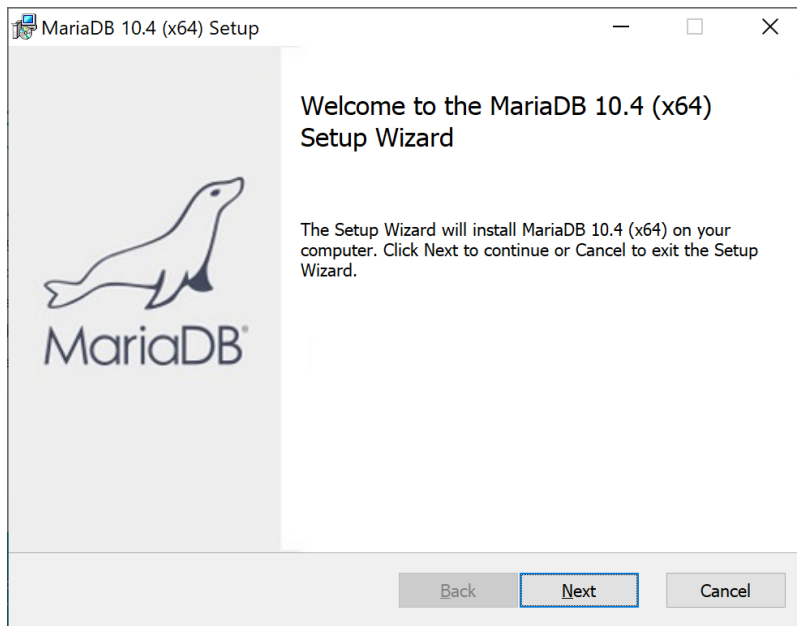 MariaDB 10.4 (x64) Setup
Welcome to the MariaDB 10.4 (x64)
Setup Wizard
The Setup Wizard will install MariaDB 10.4 (x64) on your
computer. Click Next to continue or Cancel to exit the Setup
Wizard.
MariaDB®
Back
Next
Cancel